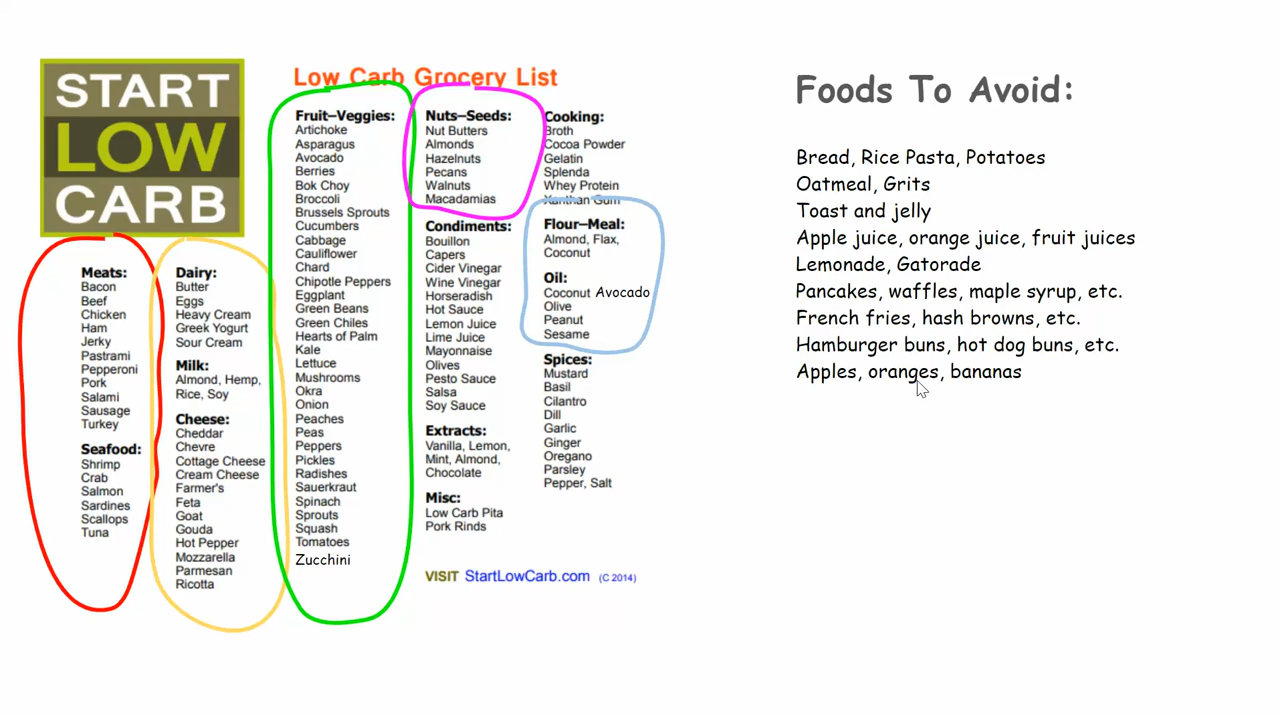 START
LOW
CARB
Low Carb Grocery List
Meats:
Bacon
Beef
Chicken
Ham
Jerky
Pastrami
Pepperoni
Pork
Salami
Sausage
Turkey
Seafood:
Shrimp
Crab
Salmon
Sardines
Scallops
Tuna
Dairy:
Butter
Eggs
Heavy Cream
Greek Yogurt
Sour Cream
Milk:
Almond, Hemp,
Rice, Soy
Cheese:
Cheddar
Chevre
Cottage Cheese
Cream Cheese
Farmer's
Feta
Goat
Gouda
Hot Pepper
Mozzarella
Parmesan
Ricotta
Fruit–Veggies:
Artichoke
Asparagus
Avocado
Berries
Bok Choy
Broccoli
Brussels Sprouts
Cucumbers
Cabbage
Cauliflower
Chard
Chipotle Peppers
Eggplant
Green Beans
Green Chiles
Hearts of Palm
Kale
Lettuce
Mushrooms
Okra
Onion
Peaches
Peas
Peppers
Pickles
Radishes
Sauerkraut
Spinach
Sprouts
Squash
Tomatoes
Zucchini
Nuts–Seeds:
Nut Butters
Almonds
Hazelnuts
Pecans
Walnuts
Macadamias
Condiments:
Bouillon
Capers
Cider Vinegar
Wine Vinegar
Horseradish
Hot Sauce
Lemon Juice
Lime Juice
Mayonnaise
Olives
Pesto Sauce
Salsa
Soy Sauce
Extracts:
Vanilla, Lemon,
Mint, Almond,
Chocolate
Misc:
Low Carb Pita
Pork Rinds
Cooking:
Broth
Cocoa Powder
Gelatin
Splenda
Whey Protein
Xanthan Gum
Flour–Meal:
Almond, Flax,
Coconut
Oil:
Coconut Avocado
Olive
Peanut
Sesame
Spices:
Mustard
Basil
Cilantro
Dill
Garlic
Ginger
Oregano
Parsley
Pepper, Salt
VISIT StartLowCarb.com (C 2014)
Foods To Avoid:
Bread, Rice Pasta, Potatoes
Oatmeal, Grits
Toast and jelly
Apple juice, orange juice, fruit juices
Lemonade, Gatorade
Pancakes, waffles, maple syrup, etc.
French fries, hash browns, etc.
Hamburger buns, hot dog buns, etc.
Apples, oranges, bananas